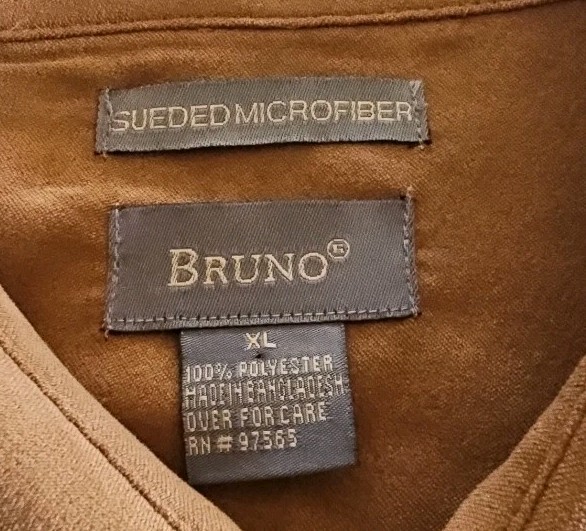 SUEDED MICROFIBER
BRUNO®
XL
100% POLYESTER
MADE IN BANGLADESH
OVER FOR CARE
RN # 97565